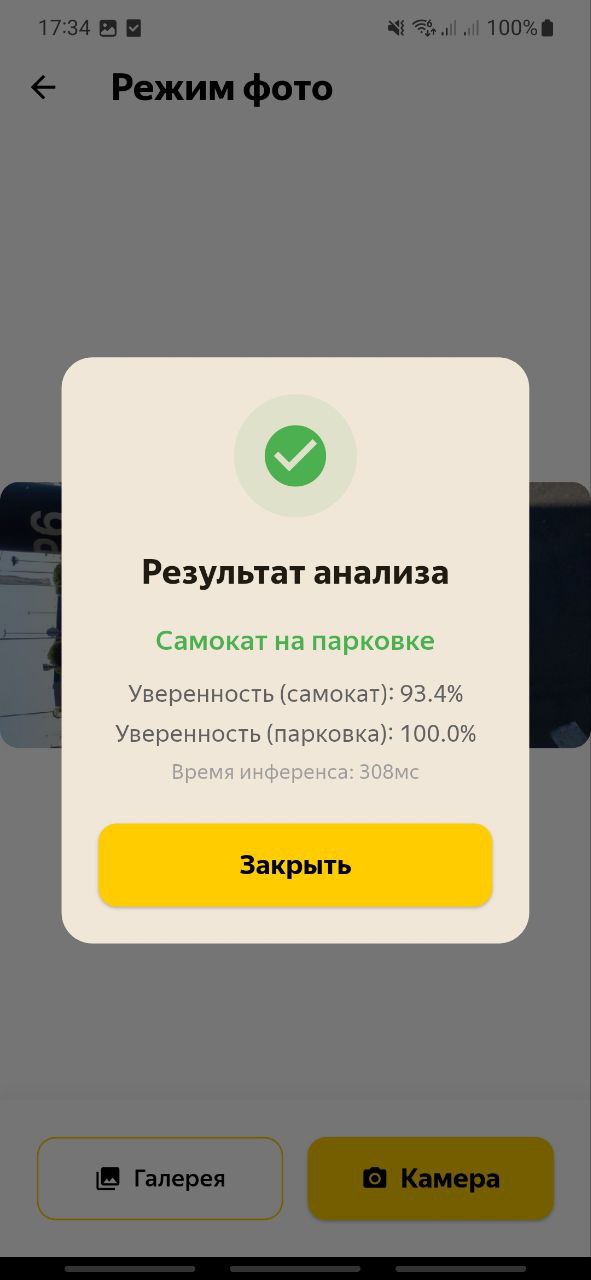 17:34 100%
Режим фото
Результат анализа
Самокат на парковке
Уверенность (самокат): 93.4%
Уверенность (парковка): 100.0%
Время инференса: 308мс
Закрыть
Галерея
Камера